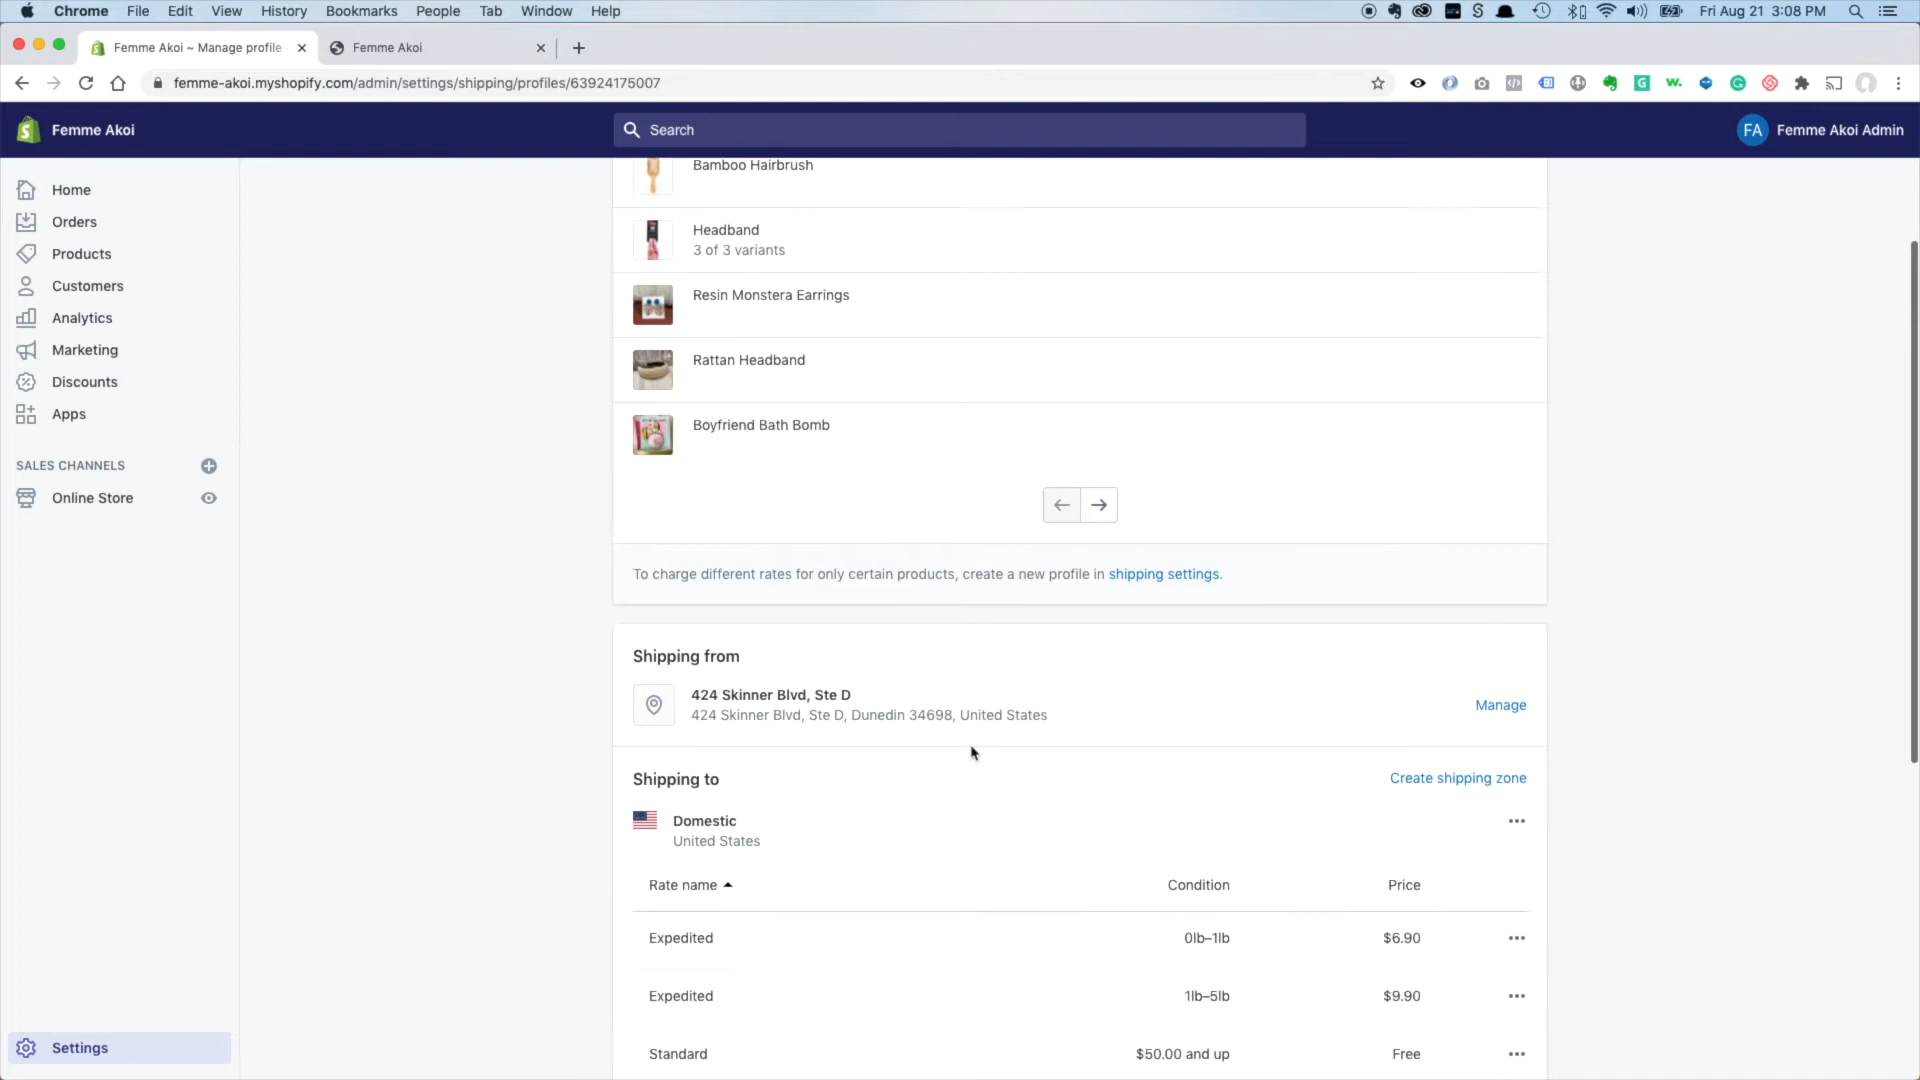 Chrome File Edit View History Bookmarks People Tab Window Help
Fri Aug 21 3:08 PM
Femme Akoi ~ Manage profile
Femme Akoi
femme-akoi.myshopify.com/admin/settings/shipping/profiles/63924175007
Femme Akoi
Search
FA Femme Akoi Admin
Home
Orders
Products
Customers
Analytics
Marketing
Discounts
Apps
SALES CHANNELS
Online Store
Settings
Bamboo Hairbrush
Headband
3 of 3 variants
Resin Monstera Earrings
Rattan Headband
Boyfriend Bath Bomb
To charge different rates for only certain products, create a new profile in shipping settings.
Shipping from
424 Skinner Blvd, Ste D
424 Skinner Blvd, Ste D, Dunedin 34698, United States
Manage
Shipping to
Create shipping zone
Domestic
United States
Rate name Condition Price
Expedited 0lb–1lb $6.90
Expedited 1lb–5lb $9.90
Standard $50.00 and up Free